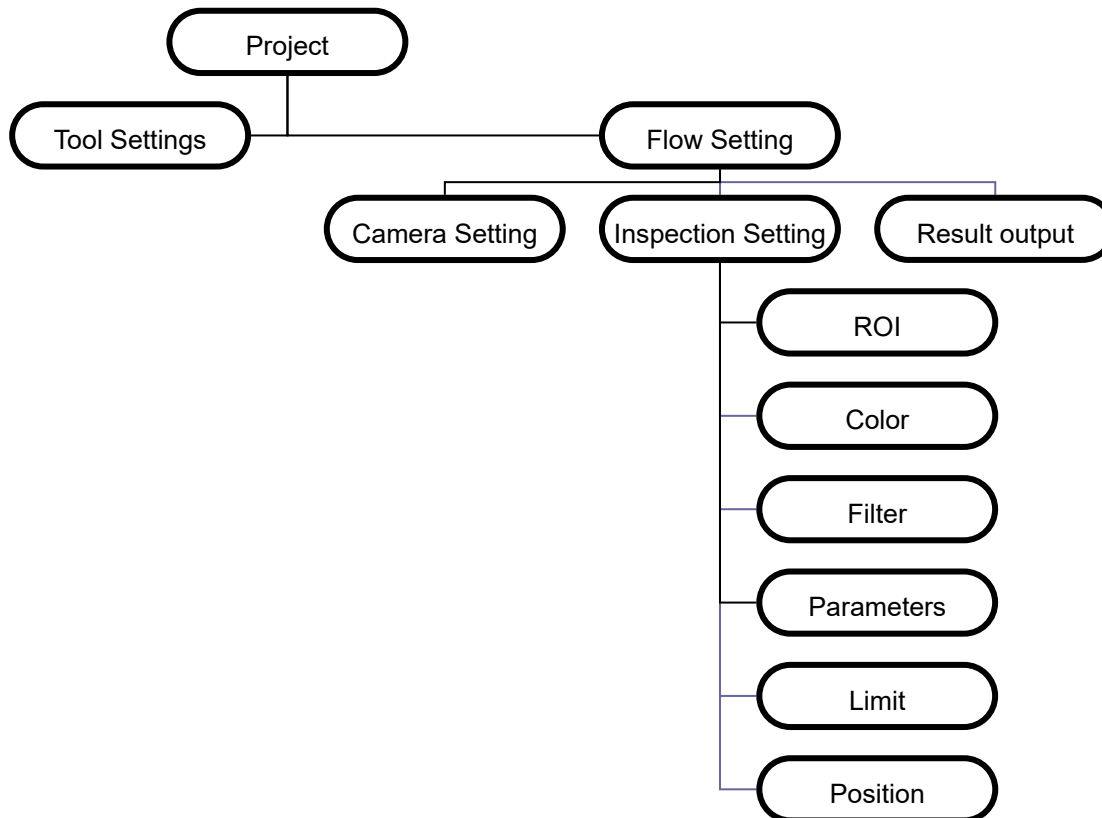 Project
Tool Settings
Flow Setting
Camera Setting
Inspection Setting
Result output
ROI
Color
Filter
Parameters
Limit
Position